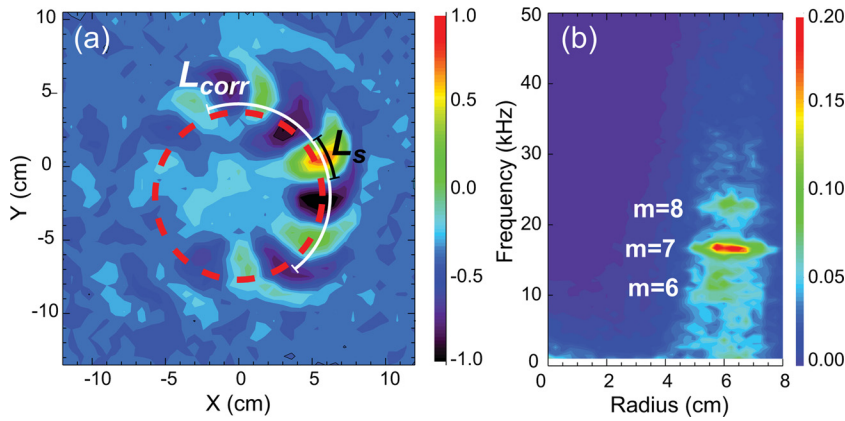 (a)
L_corr
L_s
Y (cm)
10
5
0
-5
-10
-10 -5 0 5 10
X (cm)
1.0
0.5
0.0
-0.5
-1.0
(b)
Frequency (kHz)
50
40
30
20
10
0
m=8
m=7
m=6
0 2 4 6 8
Radius (cm)
0.20
0.15
0.10
0.05
0.00